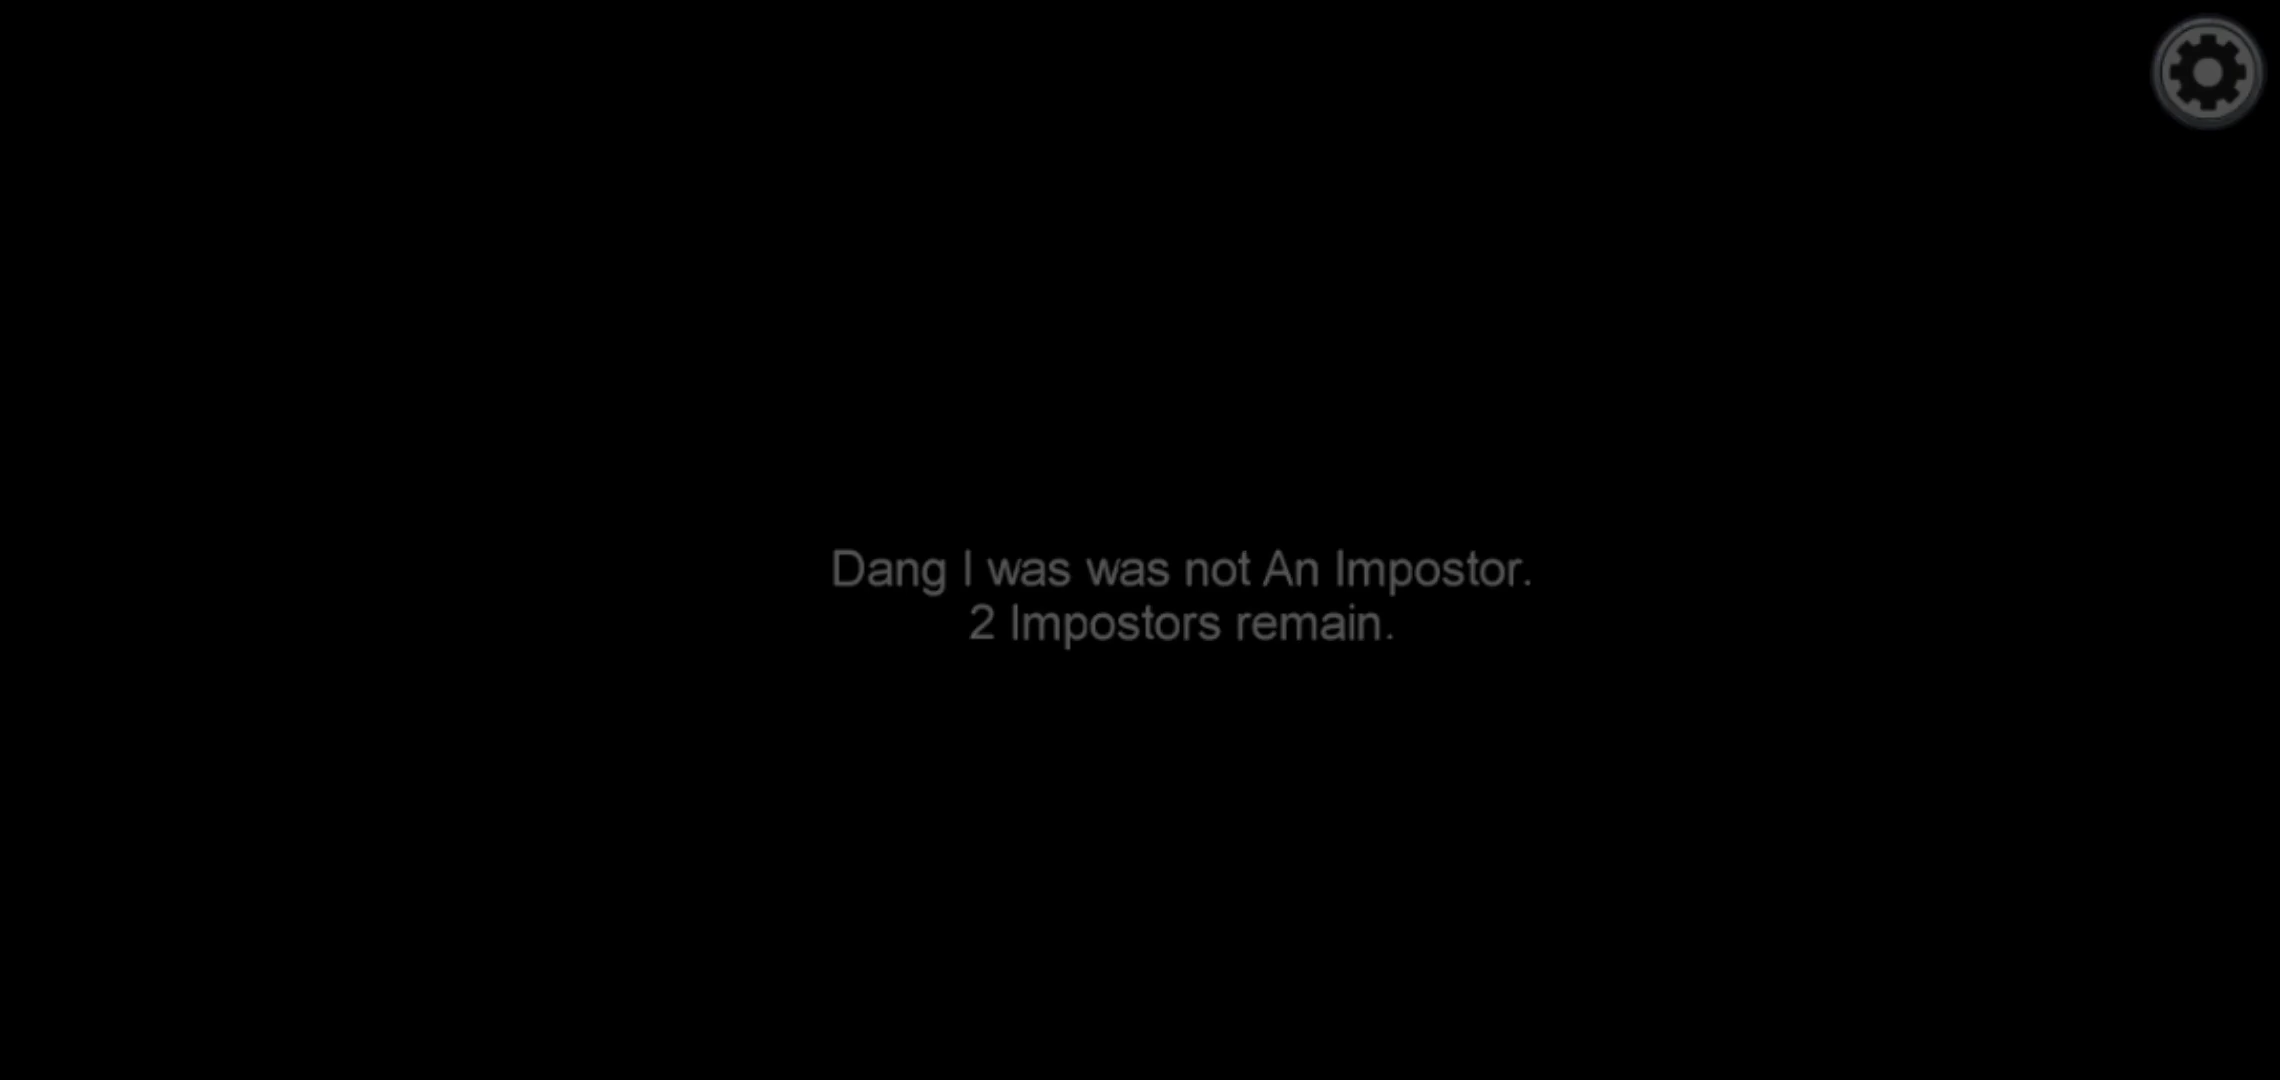 Dang I was was not An Impostor.
2 Impostors remain.